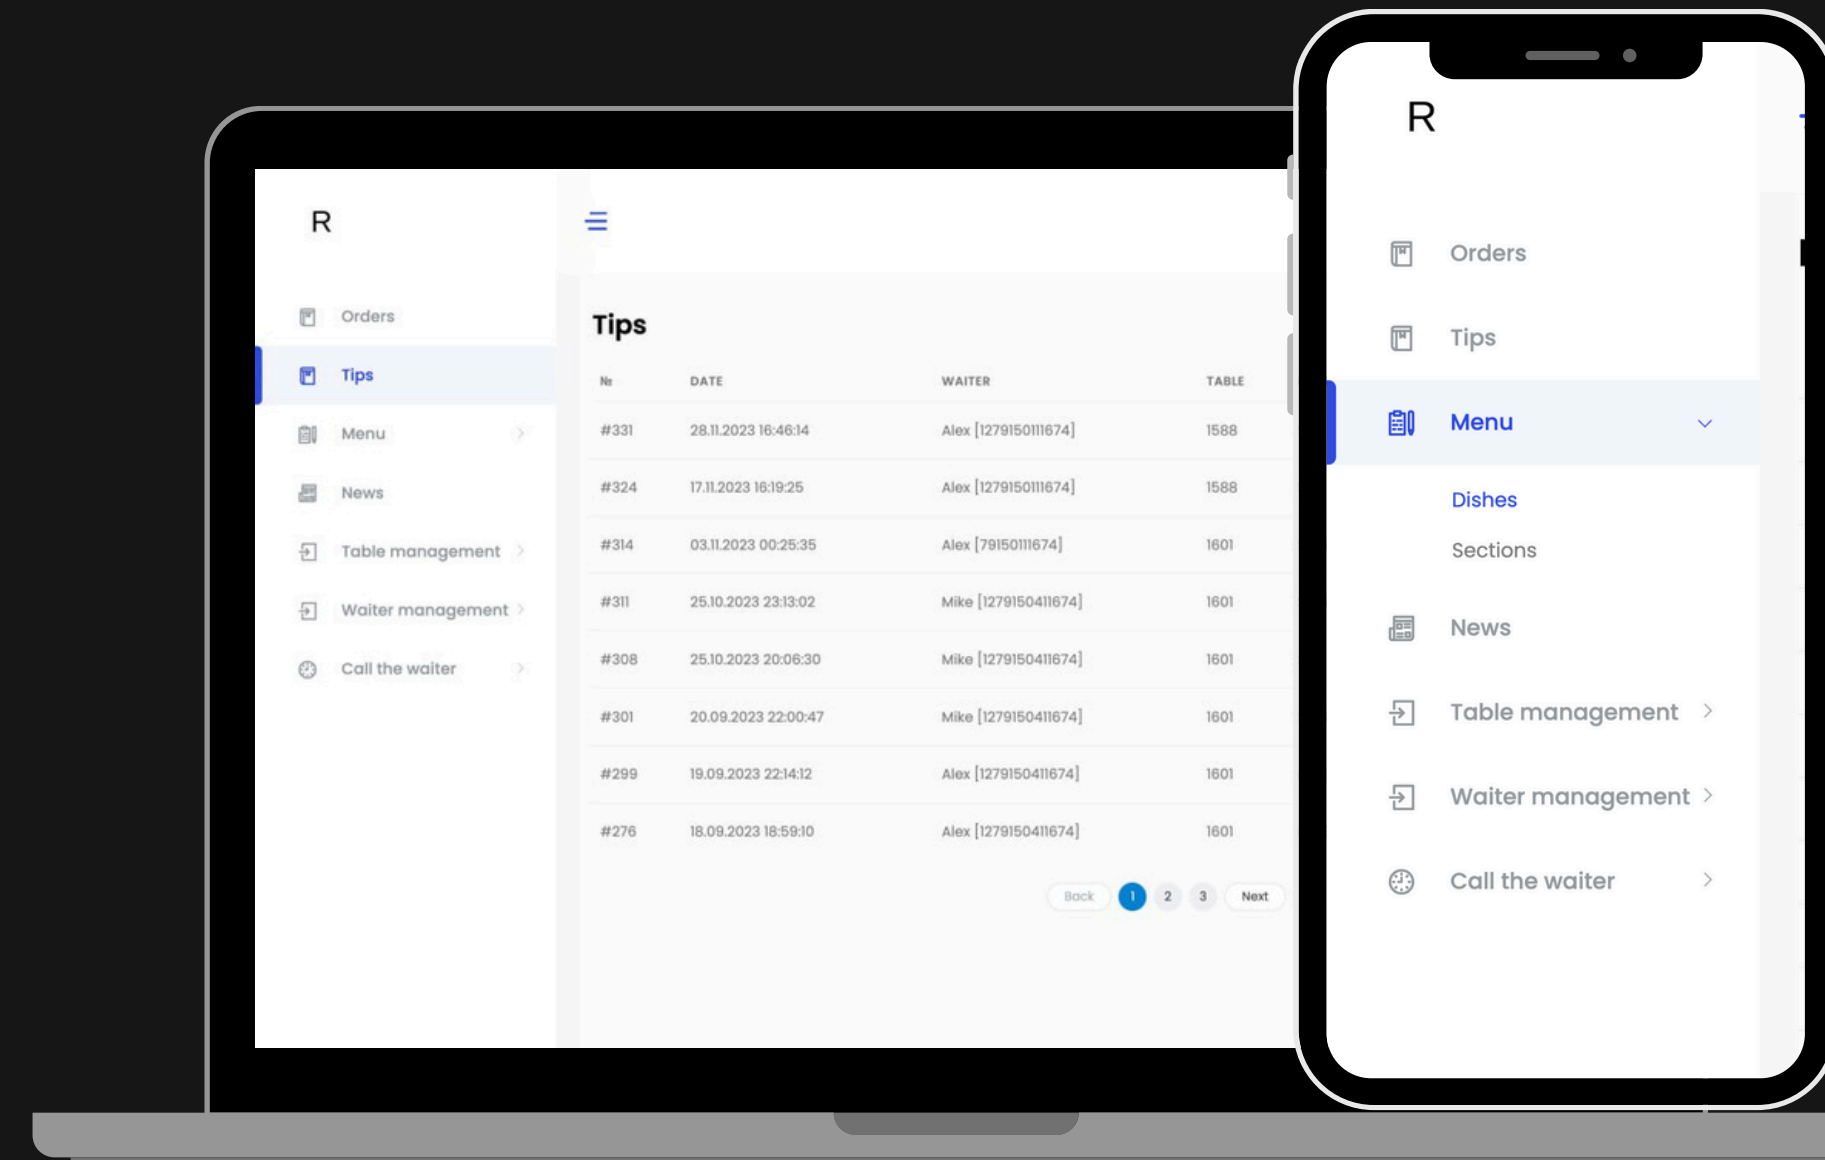 R
Orders
Tips
Menu
News
Table management
Waiter management
Call the waiter
Tips
№ DATE WAITER TABLE
#331 28.11.2023 16:46:14 Alex [1279150111674] 1588
#324 17.11.2023 16:19:25 Alex [1279150111674] 1588
#314 03.11.2023 00:25:35 Alex [79150111674] 1601
#311 25.10.2023 23:13:02 Mike [1279150411674] 1601
#308 25.10.2023 20:06:30 Mike [1279150411674] 1601
#301 20.09.2023 22:00:47 Mike [1279150411674] 1601
#299 19.09.2023 22:14:12 Alex [1279150411674] 1601
#276 18.09.2023 18:59:10 Alex [1279150411674] 1601
Back 1 2 3 Next
R
Orders
Tips
Menu
Dishes
Sections
News
Table management
Waiter management
Call the waiter